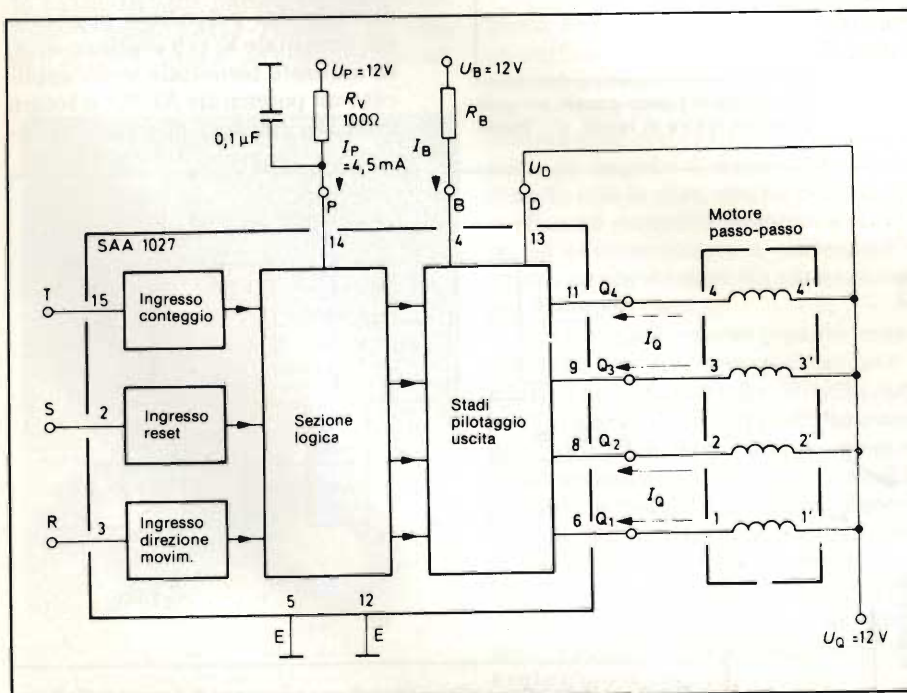 U_P = 12 V
U_B = 12 V
R_V
100Ω
R_B
0,1 µF
I_P
= 4,5 mA
I_B
U_D
P
B
D
Motore
passo-passo
SAA 1027
14
4
13
T
15
Ingresso
conteggio
11
Q4
4
4'
I_Q
S
2
Ingresso
reset
Sezione
logica
Stadi
pilotaggio
uscita
9
Q3
3
3'
8
Q2
2
2'
I_Q
R
3
Ingresso
direzione
movim.
6
Q1
1
1'
5
12
E
E
U_Q = 12 V